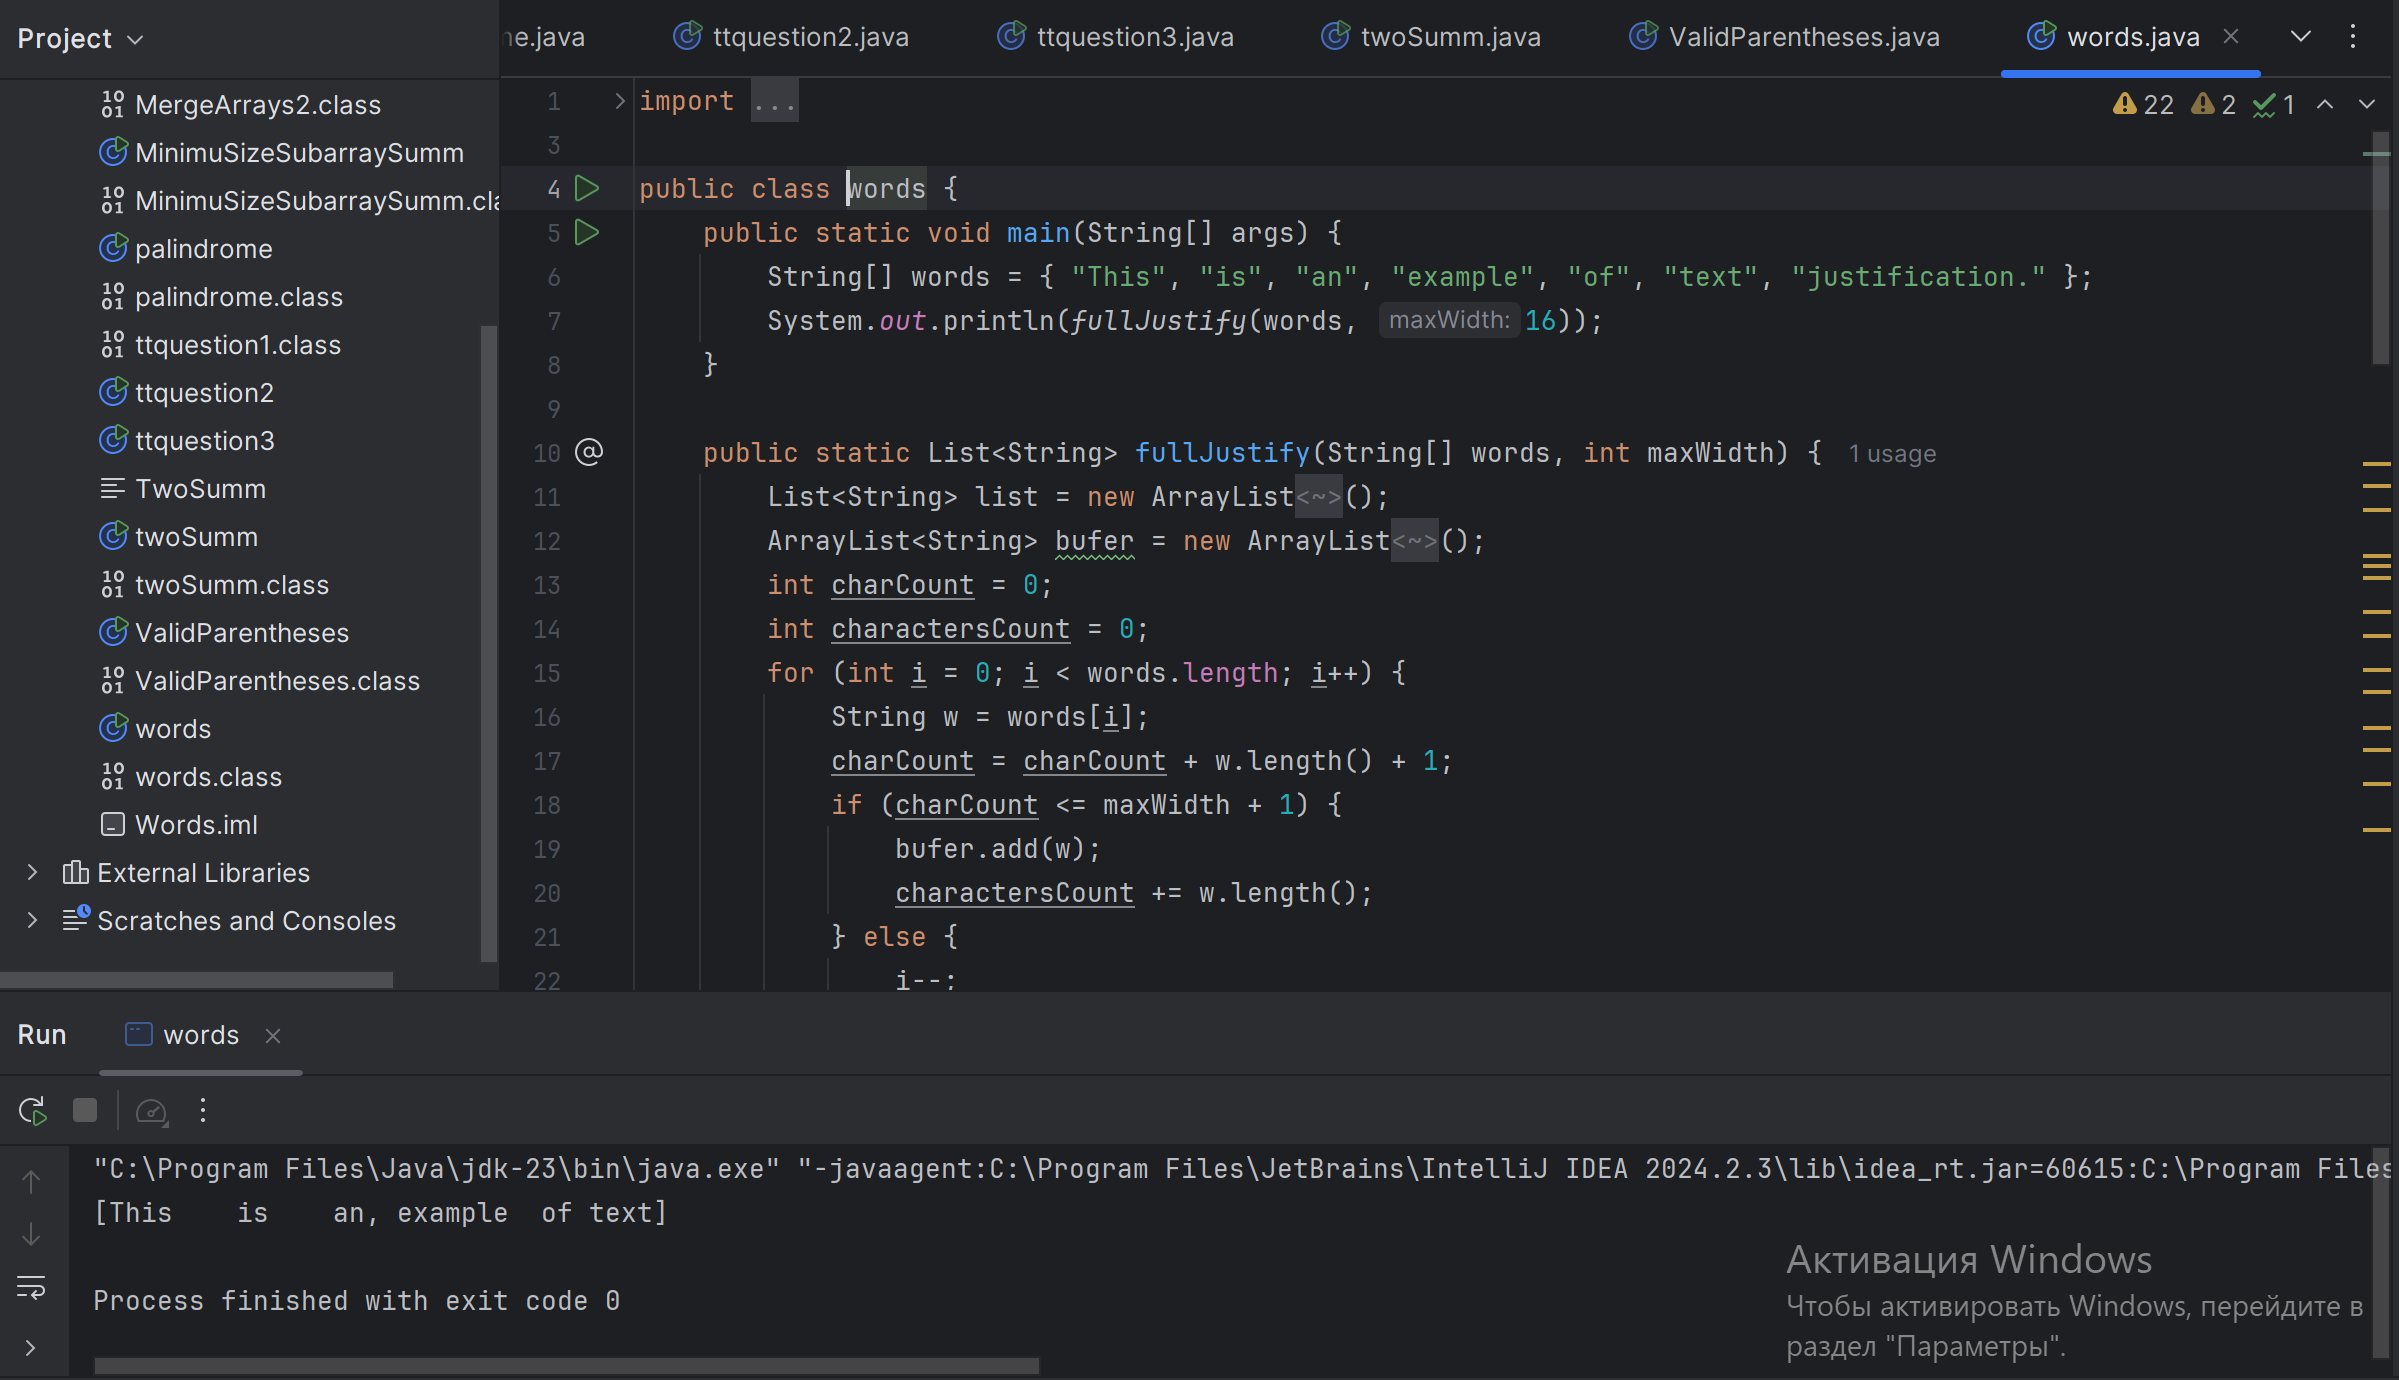 Project
MergeArrays2.class
MinimuSizeSubarraySumm
MinimuSizeSubarraySumm.cla
palindrome
palindrome.class
ttquestion1.class
ttquestion2
ttquestion3
TwoSumm
twoSumm
twoSumm.class
ValidParentheses
ValidParentheses.class
words
words.class
Words.iml
External Libraries
Scratches and Consoles
ne.java ttquestion2.java ttquestion3.java twoSumm.java ValidParentheses.java words.java
22 2 1
1 import ...
3
4 public class words {
5 public static void main(String[] args) {
6 String[] words = { "This", "is", "an", "example", "of", "text", "justification." };
7 System.out.println(fullJustify(words, maxWidth: 16));
8 }
9
10 @ public static List<String> fullJustify(String[] words, int maxWidth) { 1 usage
11 List<String> list = new ArrayList<~>();
12 ArrayList<String> bufer = new ArrayList<~>();
13 int charCount = 0;
14 int charactersCount = 0;
15 for (int i = 0; i < words.length; i++) {
16 String w = words[i];
17 charCount = charCount + w.length() + 1;
18 if (charCount <= maxWidth + 1) {
19 bufer.add(w);
20 charactersCount += w.length();
21 } else {
22 i--;
Run words
"C:\Program Files\Java\jdk-23\bin\java.exe" "-javaagent:C:\Program Files\JetBrains\IntelliJ IDEA 2024.2.3\lib\idea_rt.jar=60615:C:\Program Files
[This    is    an, example  of text]
Process finished with exit code 0
Активация Windows
Чтобы активировать Windows, перейдите в
раздел "Параметры".